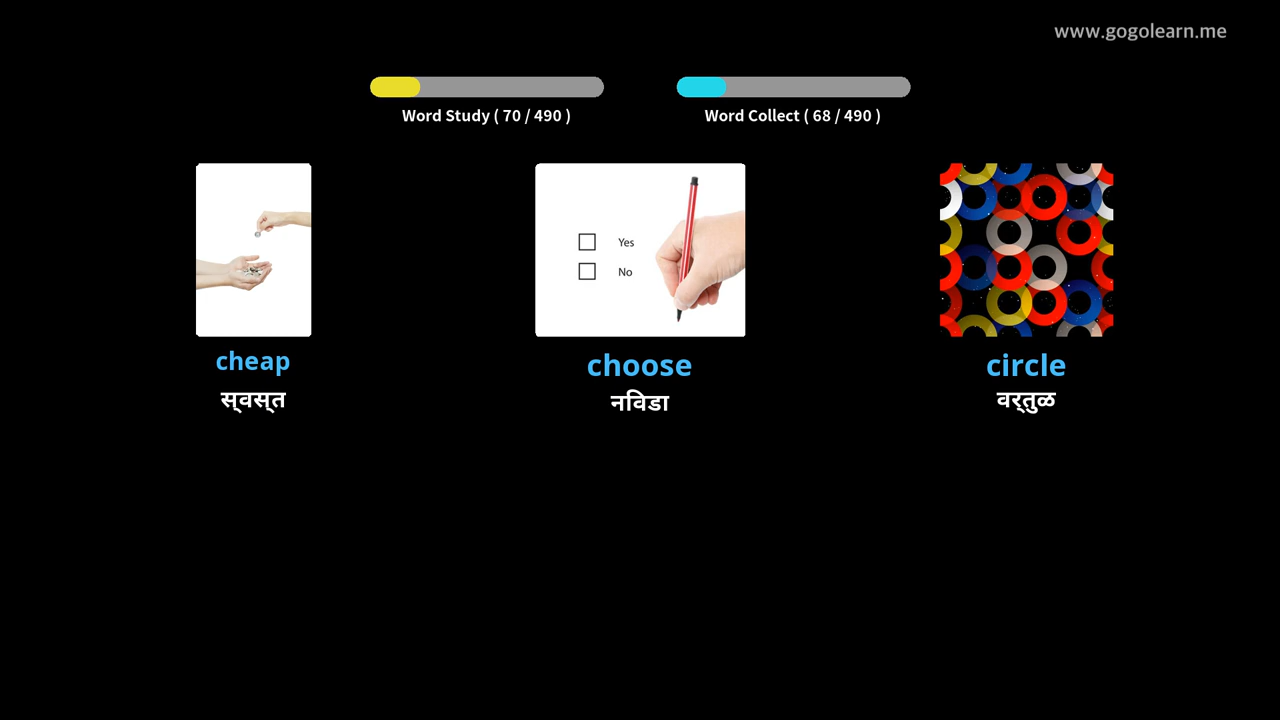 www.gogolearn.me
Word Study ( 70 / 490 )
Word Collect ( 68 / 490 )
Yes
No
cheap
choose
circle
स्वस्त
निवडा
वर्तुळ